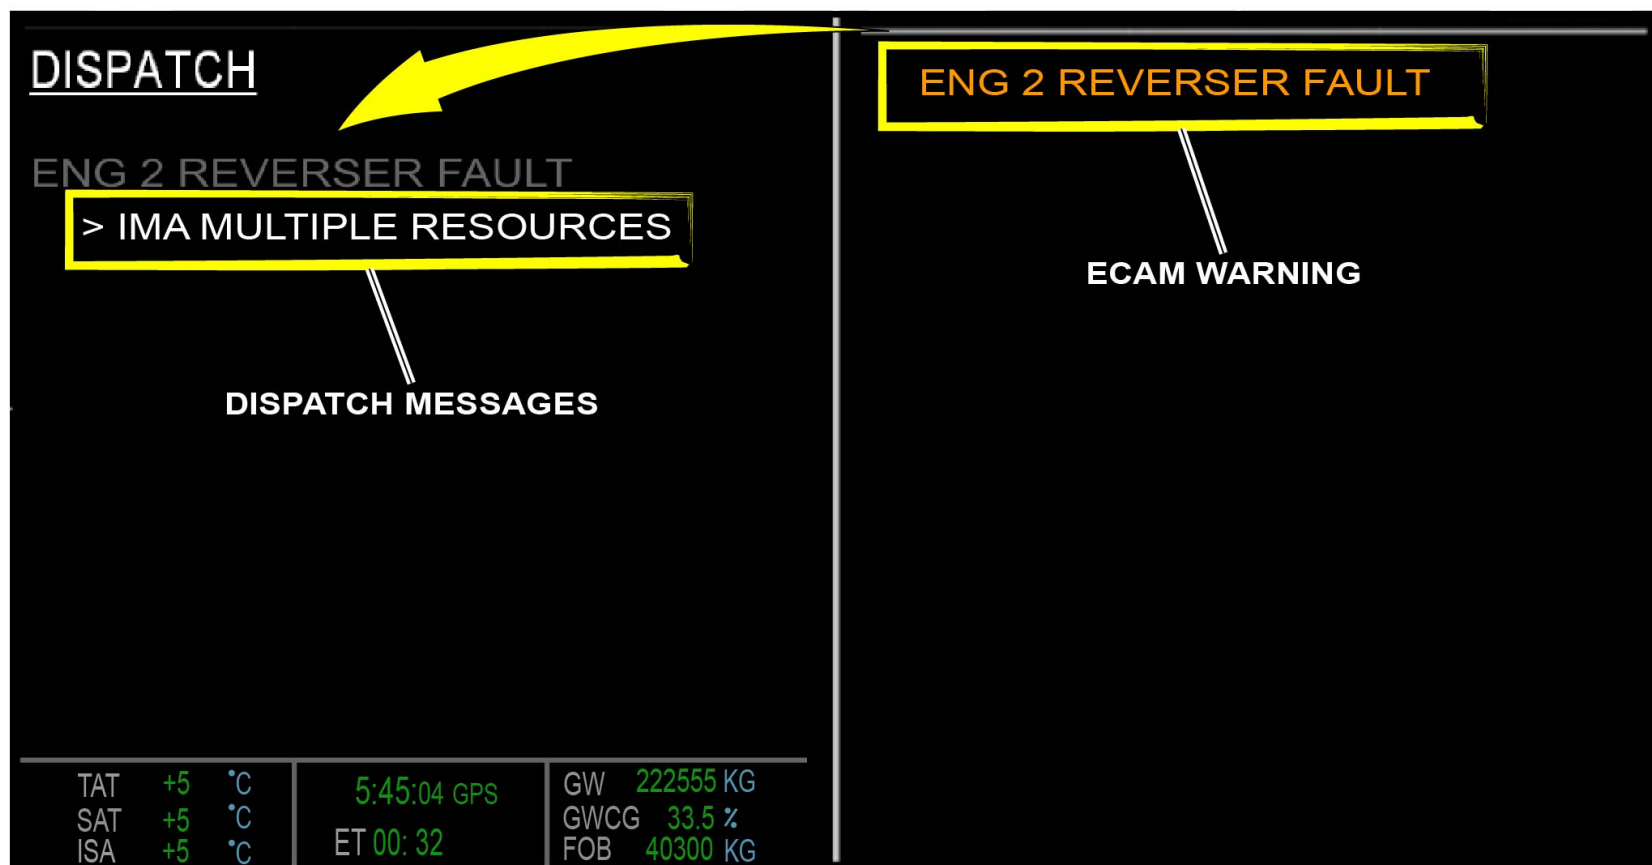 DISPATCH
ENG 2 REVERSER FAULT
> IMA MULTIPLE RESOURCES
DISPATCH MESSAGES
ENG 2 REVERSER FAULT
ECAM WARNING
TAT +5 °C
SAT +5 °C
ISA +5 °C
5:45:04 GPS
ET 00: 32
GW 222555 KG
GWCG 33.5 %
FOB 40300 KG